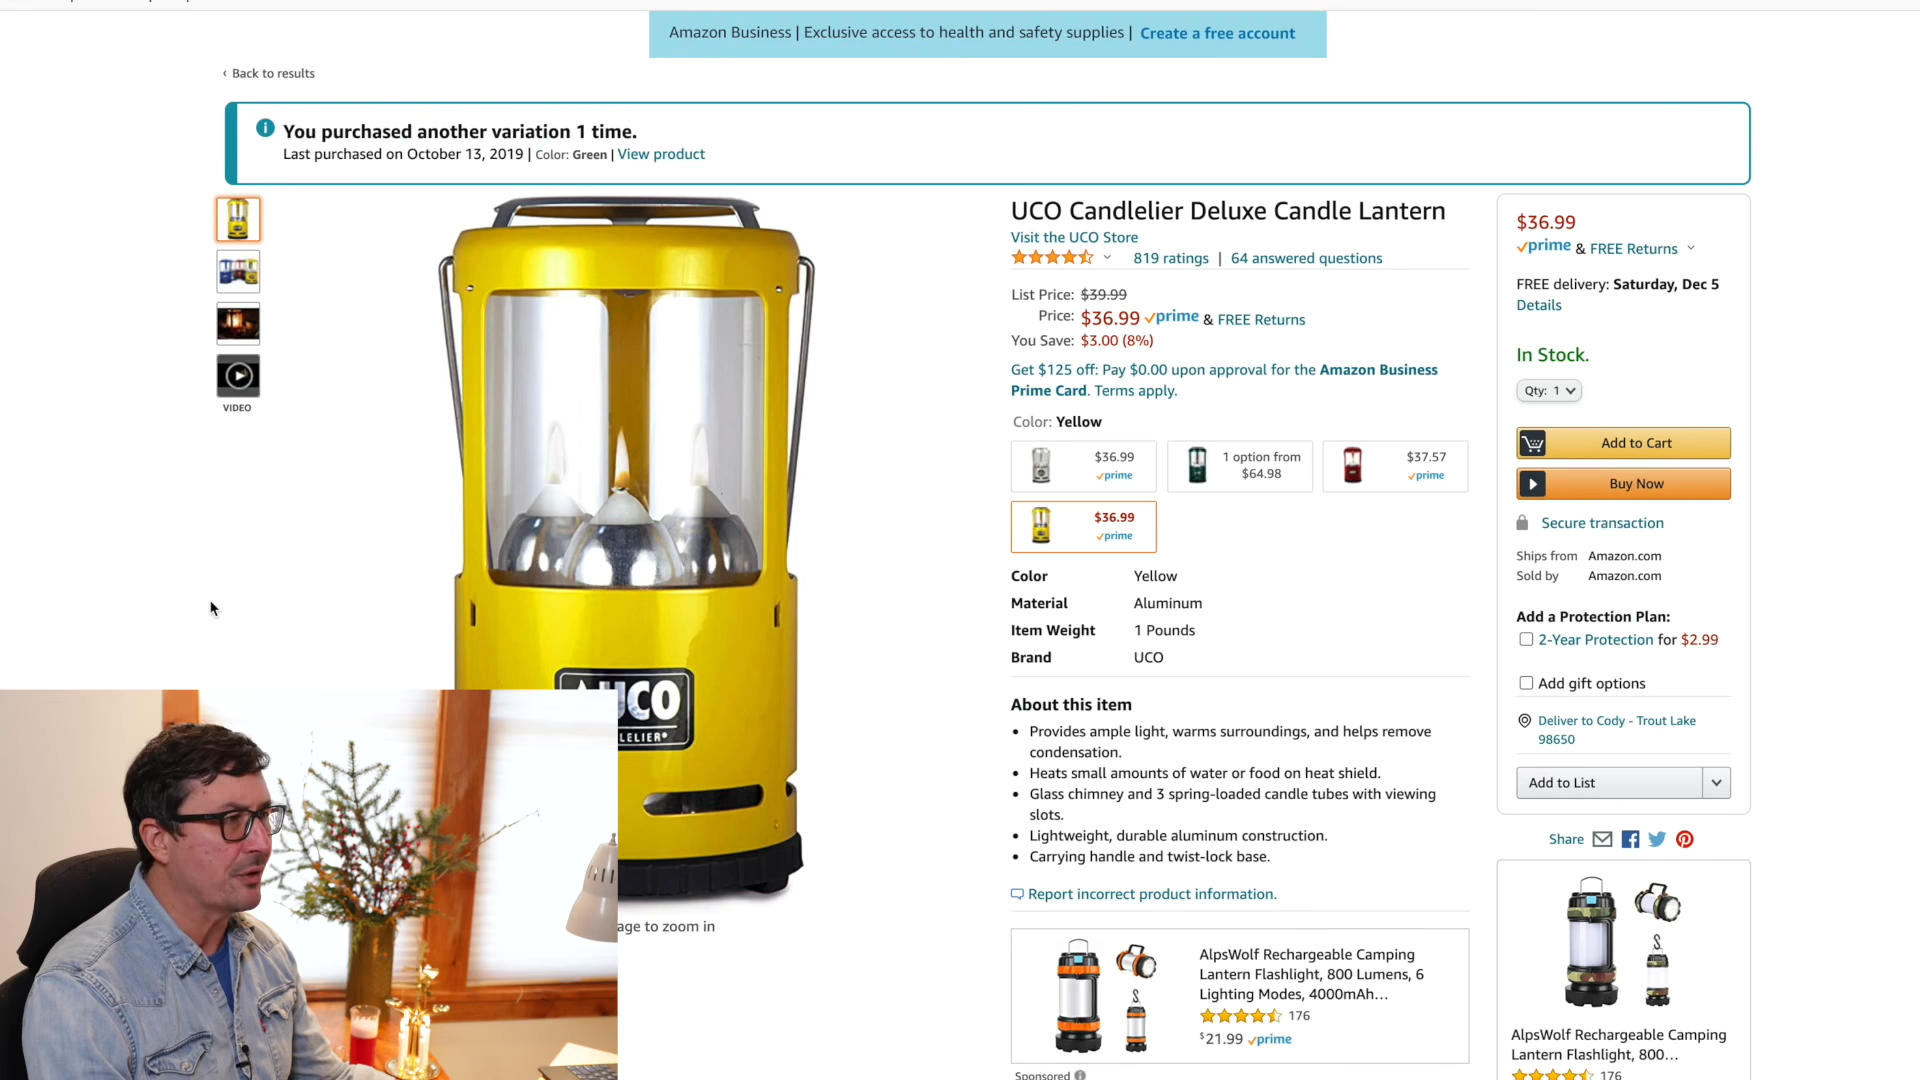 Amazon Business | Exclusive access to health and safety supplies | Create a free account
‹ Back to results
You purchased another variation 1 time.
Last purchased on October 13, 2019 | Color: Green | View product
VIDEO
UCO
LELIER®
age to zoom in
UCO Candlelier Deluxe Candle Lantern
Visit the UCO Store
819 ratings | 64 answered questions
List Price: $39.99
Price: $36.99 prime & FREE Returns
You Save: $3.00 (8%)
Get $125 off: Pay $0.00 upon approval for the Amazon Business
Prime Card. Terms apply.
Color: Yellow
$36.99
prime
1 option from
$64.98
$37.57
prime
$36.99
prime
Color Yellow
Material Aluminum
Item Weight 1 Pounds
Brand UCO
About this item
• Provides ample light, warms surroundings, and helps remove
condensation.
• Heats small amounts of water or food on heat shield.
• Glass chimney and 3 spring-loaded candle tubes with viewing
slots.
• Lightweight, durable aluminum construction.
• Carrying handle and twist-lock base.
Report incorrect product information.
AlpsWolf Rechargeable Camping
Lantern Flashlight, 800 Lumens, 6
Lighting Modes, 4000mAh...
176
$21.99 prime
Sponsored
$36.99
prime & FREE Returns
FREE delivery: Saturday, Dec 5
Details
In Stock.
Qty: 1
Add to Cart
Buy Now
Secure transaction
Ships from Amazon.com
Sold by Amazon.com
Add a Protection Plan:
2-Year Protection for $2.99
Add gift options
Deliver to Cody - Trout Lake
98650
Add to List
Share
AlpsWolf Rechargeable Camping
Lantern Flashlight, 800...
176